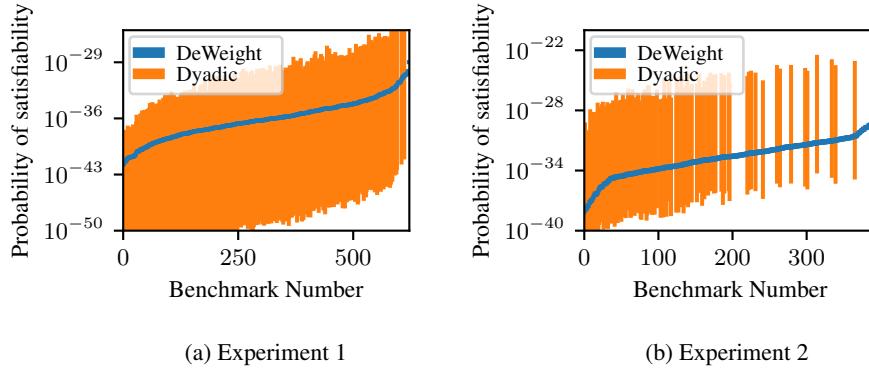 Probability of satisfiability
10^{-29}
10^{-36}
10^{-43}
10^{-50}
DeWeight
Dyadic
0
250
500
Benchmark Number
(a) Experiment 1
Probability of satisfiability
10^{-22}
10^{-28}
10^{-34}
10^{-40}
DeWeight
Dyadic
0
100
200
300
Benchmark Number
(b) Experiment 2